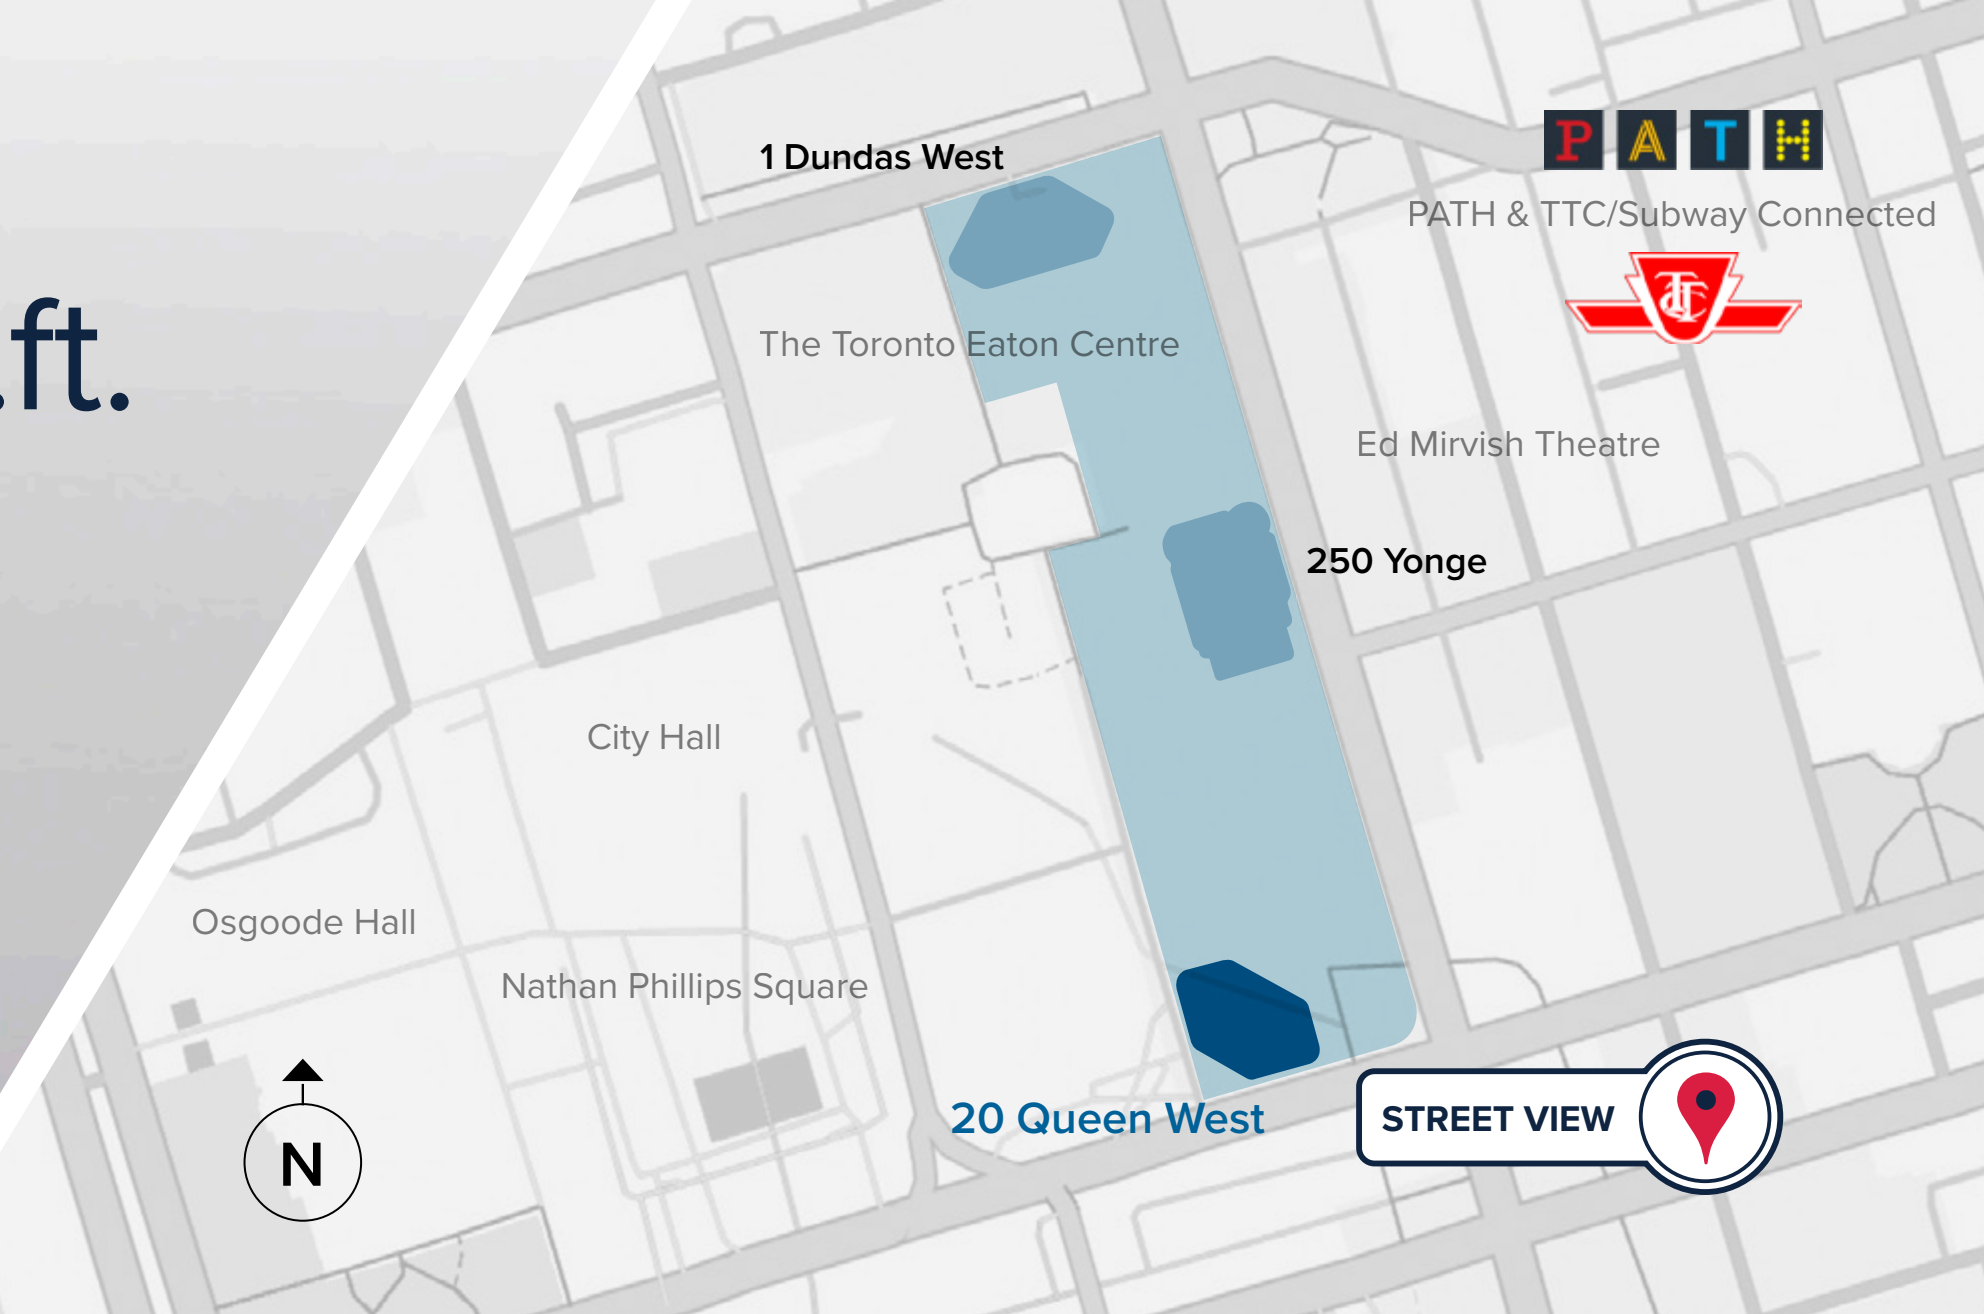 .ft.
1 Dundas West
PATH
PATH & TTC/Subway Connected
TTC
The Toronto Eaton Centre
Ed Mirvish Theatre
250 Yonge
City Hall
Osgoode Hall
Nathan Phillips Square
20 Queen West
STREET VIEW
N